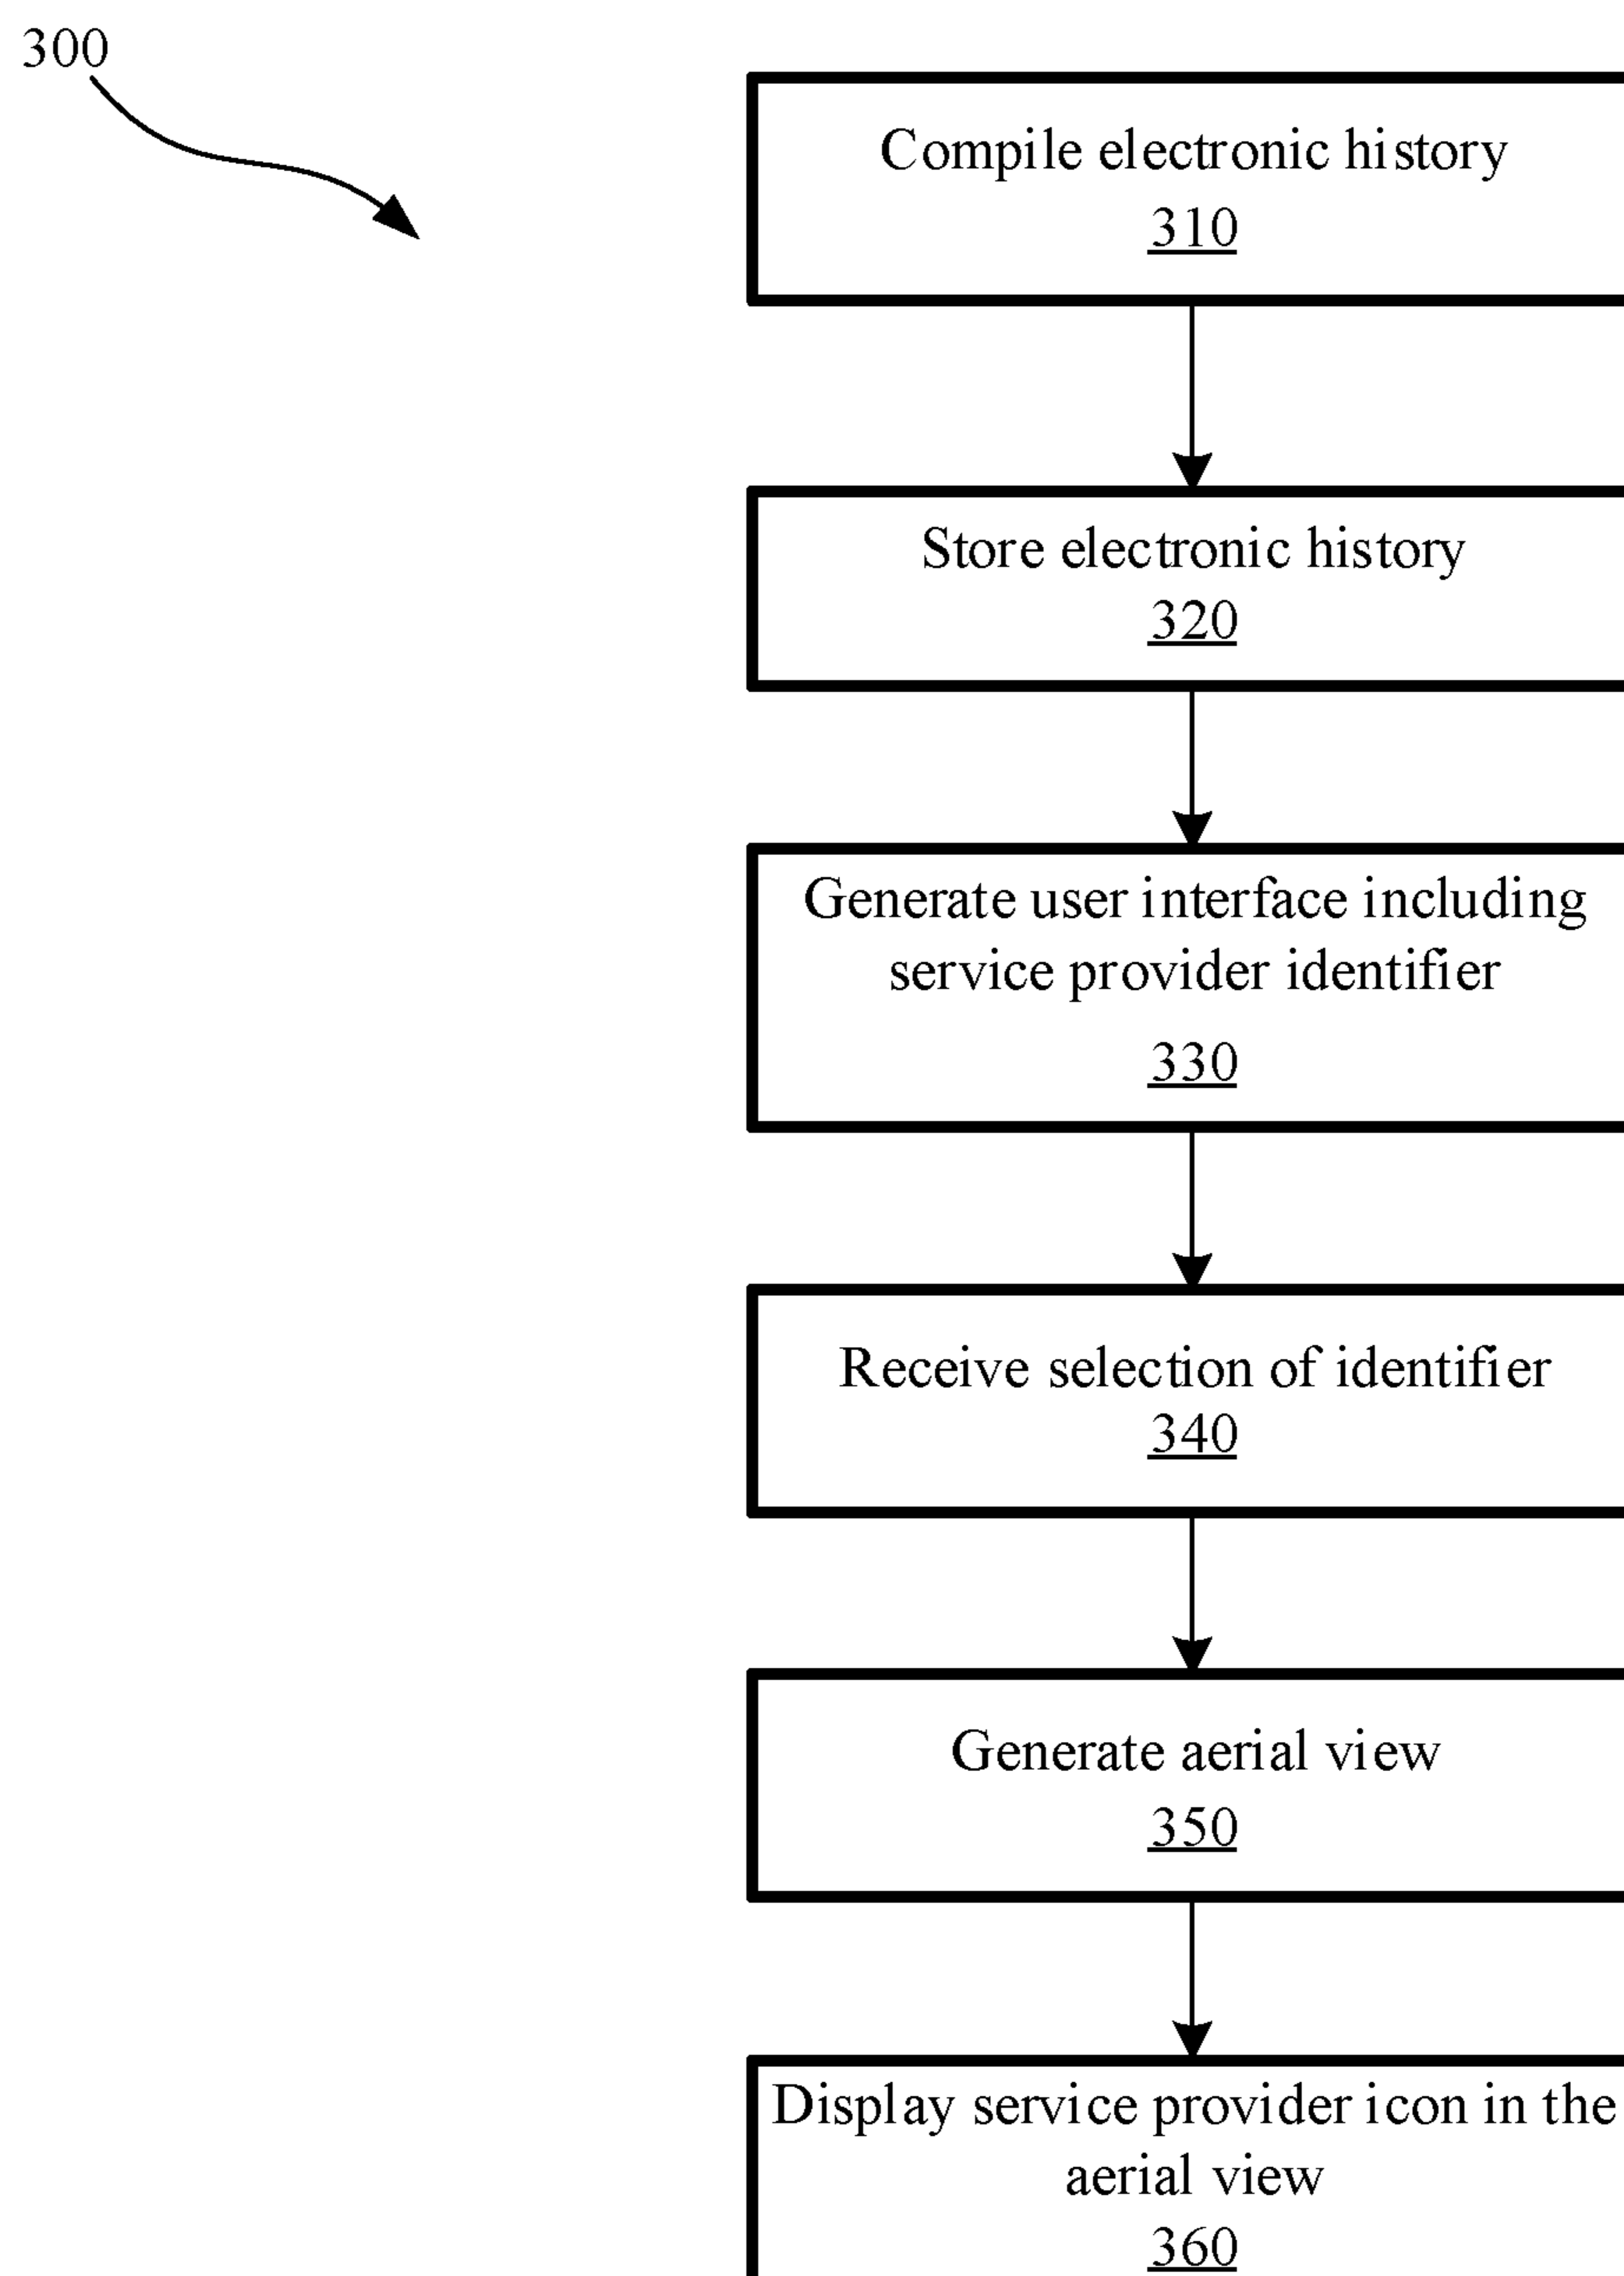 300
Compile electronic history
310
Store electronic history
320
Generate user interface including
service provider identifier
330
Receive selection of identifier
340
Generate aerial view
350
Display service provider icon in the
aerial view
360